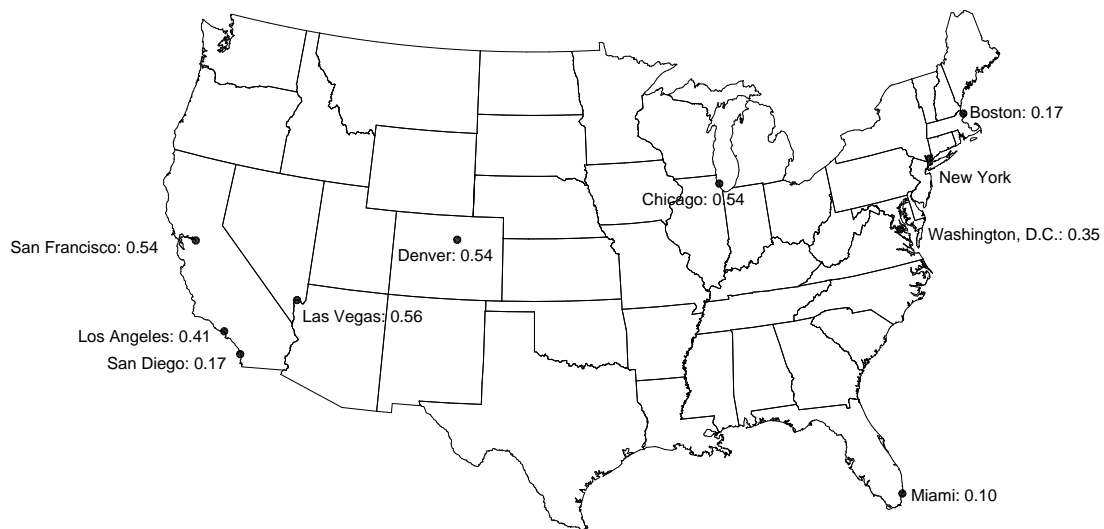 Boston: 0.17
New York
Chicago: 0.54
Washington, D.C.: 0.35
San Francisco: 0.54
Denver: 0.54
Las Vegas: 0.56
Los Angeles: 0.41
San Diego: 0.17
Miami: 0.10